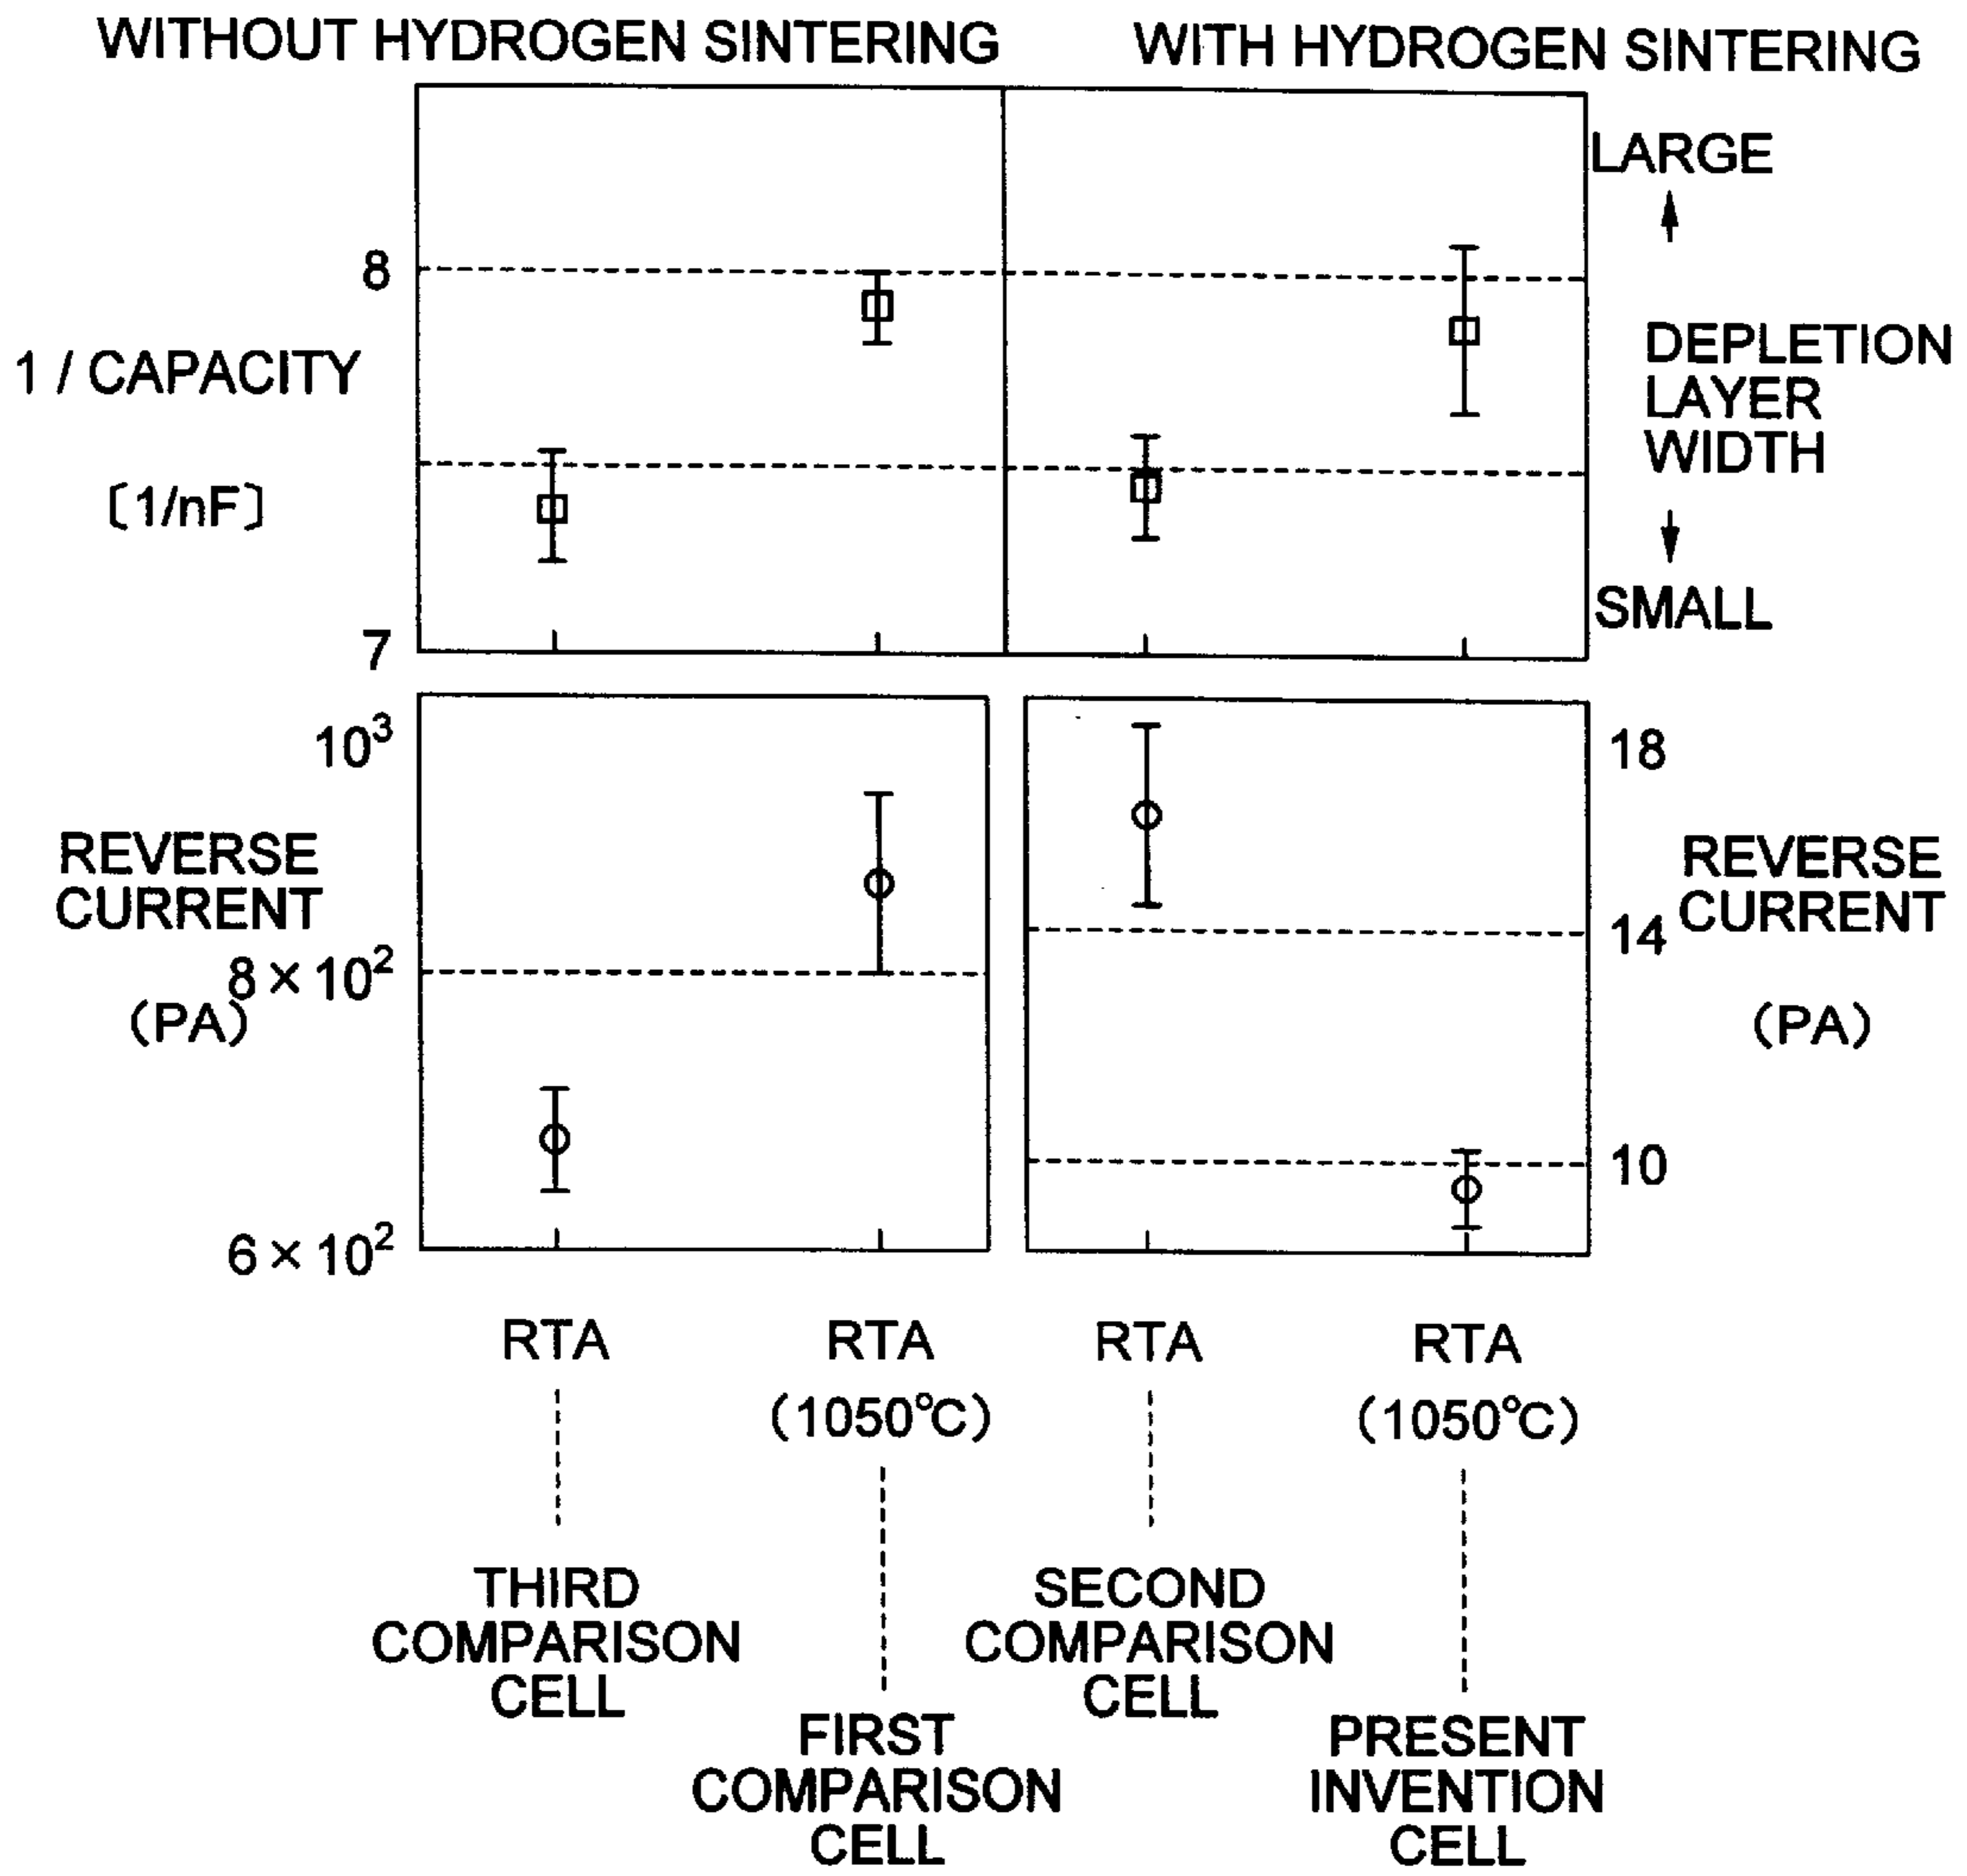 WITHOUT HYDROGEN SINTERING
WITH HYDROGEN SINTERING
LARGE
8
1 / CAPACITY
[1/nF]
DEPLETION
LAYER
WIDTH
7
SMALL
10³
REVERSE
CURRENT
8 × 10²
(PA)
6 × 10²
18
14
REVERSE
CURRENT
(PA)
10
RTA
RTA
(1050°C)
RTA
RTA
(1050°C)
THIRD
COMPARISON
CELL
FIRST
COMPARISON
CELL
SECOND
COMPARISON
CELL
PRESENT
INVENTION
CELL